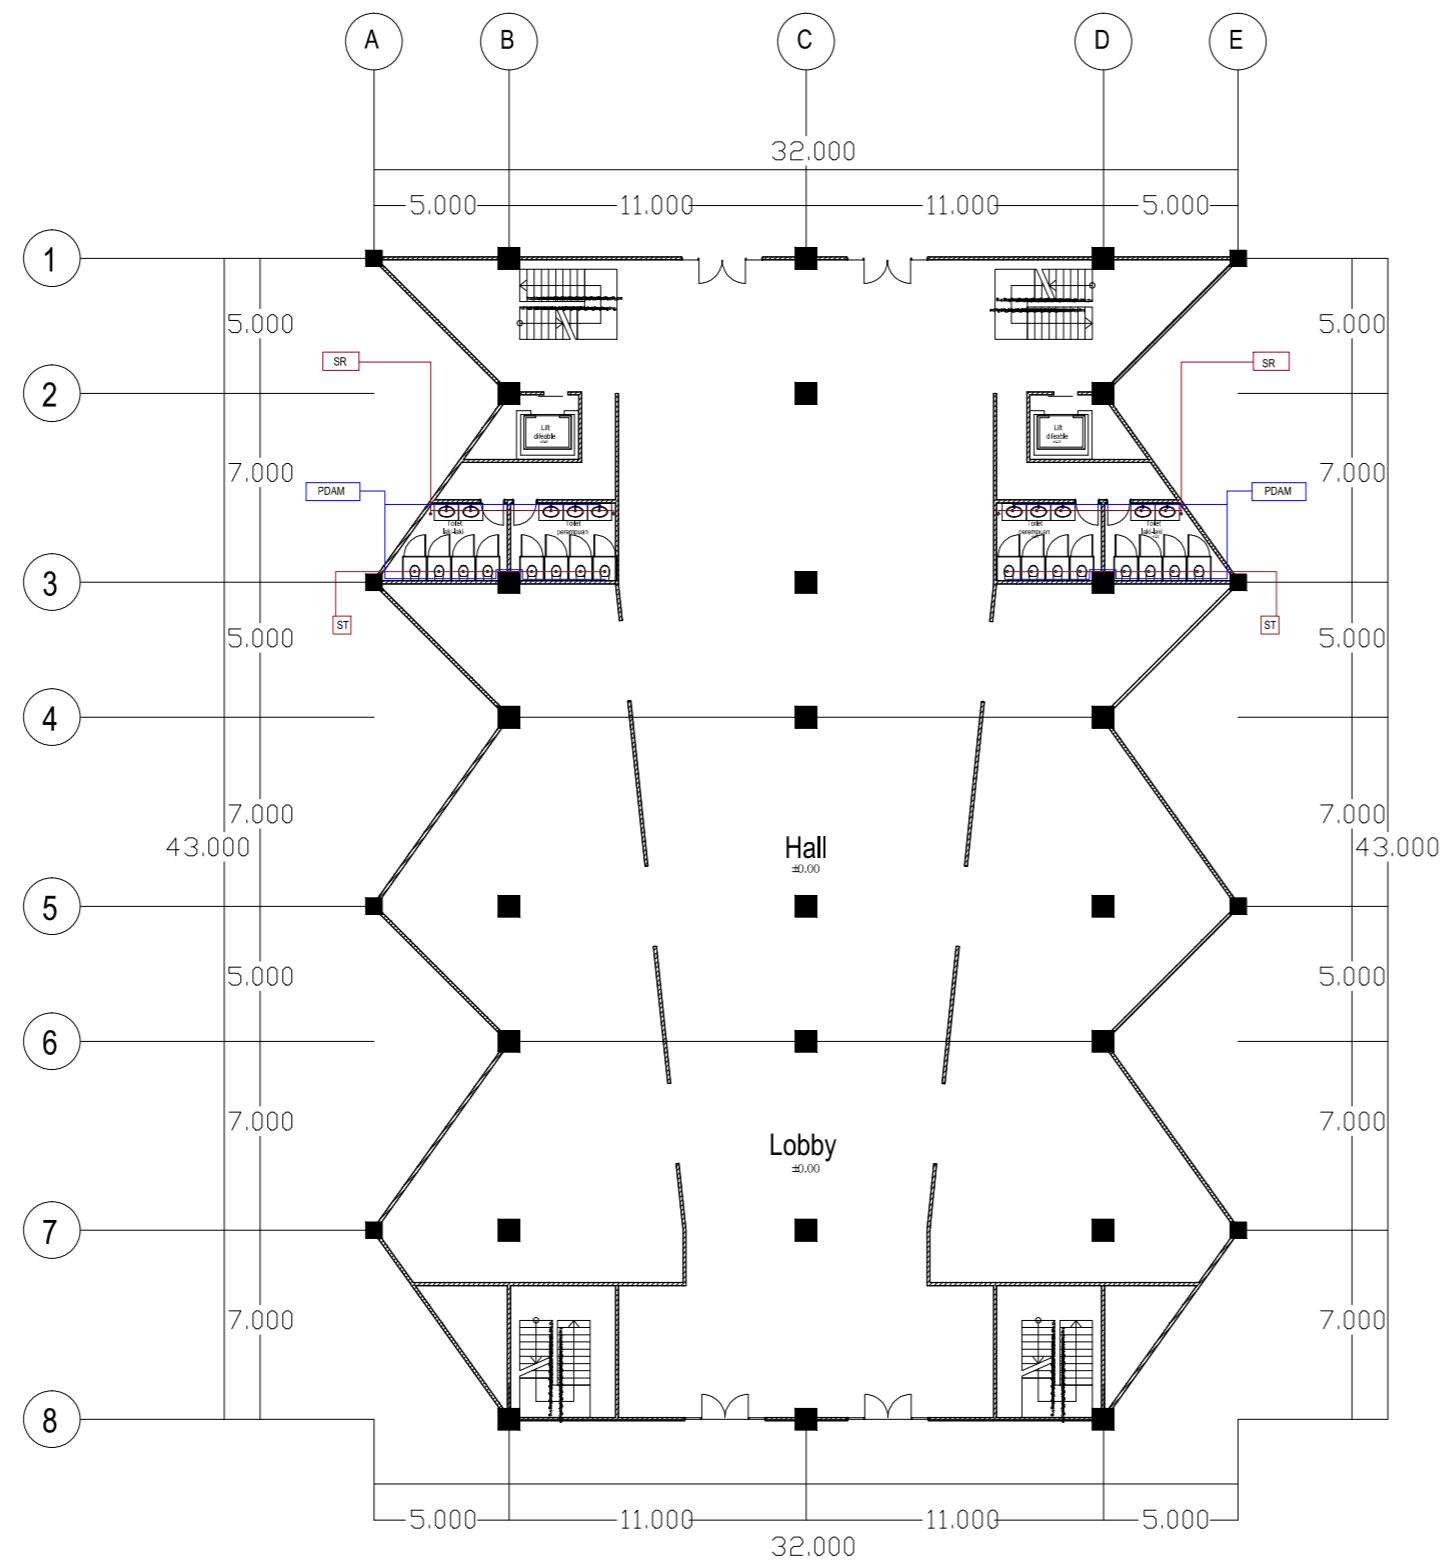 A B C D E
32.000
5.000 11.000 11.000 5.000
1
5.000 5.000
SR SR
2
Lift Lift
difeable difeable
7.000 7.000
PDAM PDAM
Toilet Toilet Toilet Toilet
laki-laki perempuan perempuan laki-laki
3
ST ST
5.000 5.000
4
7.000 7.000
43.000 Hall 43.000
±0.00
5
5.000 5.000
6
7.000 7.000
Lobby
±0.00
7
7.000 7.000
8
5.000 11.000 11.000 5.000
32.000